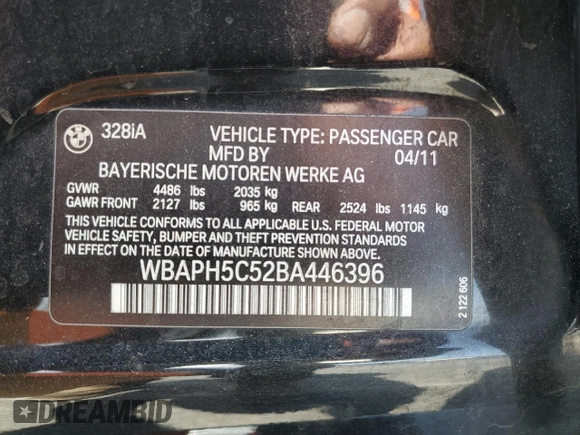 328iA VEHICLE TYPE: PASSENGER CAR
MFD BY 04/11
BAYERISCHE MOTOREN WERKE AG
GVWR 4486 lbs 2035 kg
GAWR FRONT 2127 lbs 965 kg REAR 2524 lbs 1145 kg
THIS VEHICLE CONFORMS TO ALL APPLICABLE U.S. FEDERAL MOTOR
VEHICLE SAFETY, BUMPER AND THEFT PREVENTION STANDARDS
IN EFFECT ON THE DATE OF MANUFACTURE SHOWN ABOVE.
WBAPH5C52BA446396
2 122 606
DREAMBID